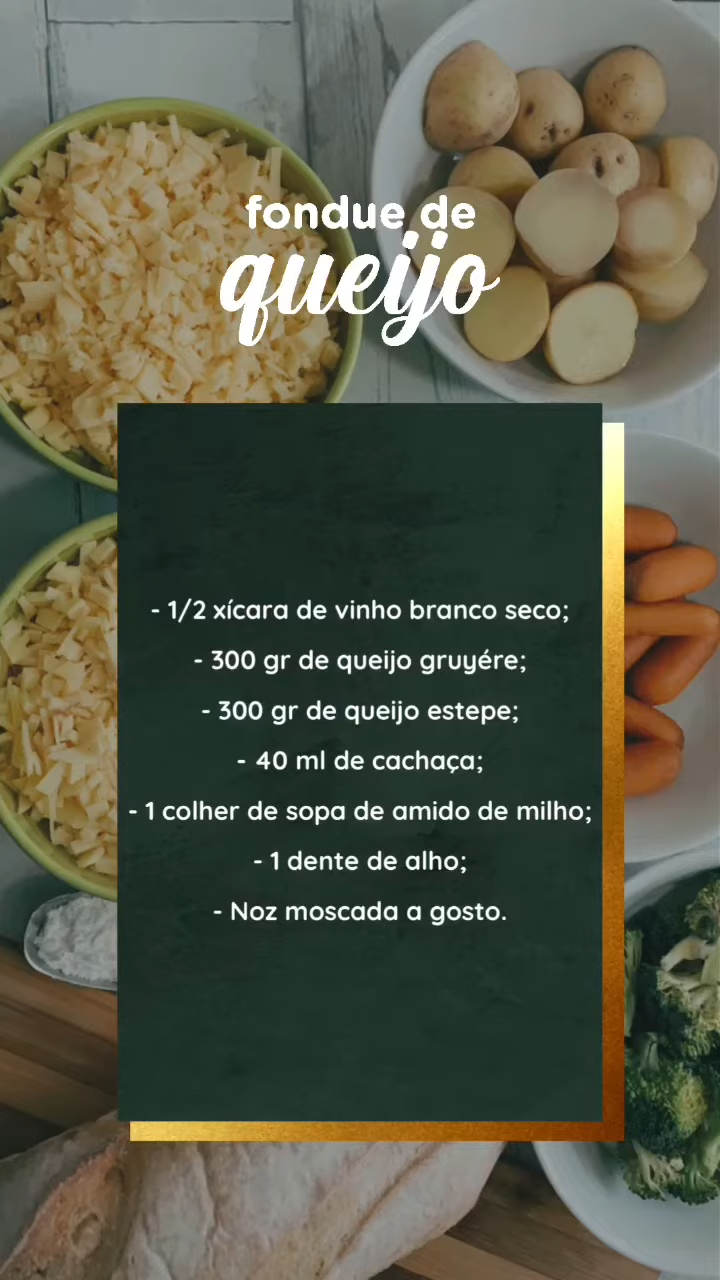 fondue de
queijo
- 1/2 xícara de vinho branco seco;
- 300 gr de queijo gruyére;
- 300 gr de queijo estepe;
- 40 ml de cachaça;
- 1 colher de sopa de amido de milho;
- 1 dente de alho;
- Noz moscada a gosto.